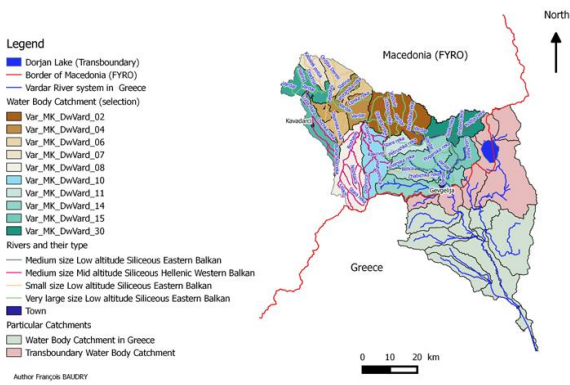 North
Macedonia (FYRO)
Legend
Dorjan Lake (Transboundary)
Border of Macedonia (FYRO)
Vardar River system in Greece
Water Body Catchment (selection)
Var_MK_DwVard_02
Var_MK_DwVard_04
Var_MK_DwVard_06
Var_MK_DwVard_07
Var_MK_DwVard_08
Var_MK_DwVard_10
Var_MK_DwVard_11
Var_MK_DwVard_14
Var_MK_DwVard_15
Var_MK_DwVard_30
Rivers and their type
Medium size Low altitude Siliceous Eastern Balkan
Medium size Mid altitude Siliceous Hellenic Western Balkan
Small size Low altitude Siliceous Eastern Balkan
Very large size Low altitude Siliceous Eastern Balkan
Town
Particular Catchments
Water Body Catchment in Greece
Transboundary Water Body Catchment
Author François BAUDRY
Kavadarci
Gevgelija
Greece
0 10 20 km